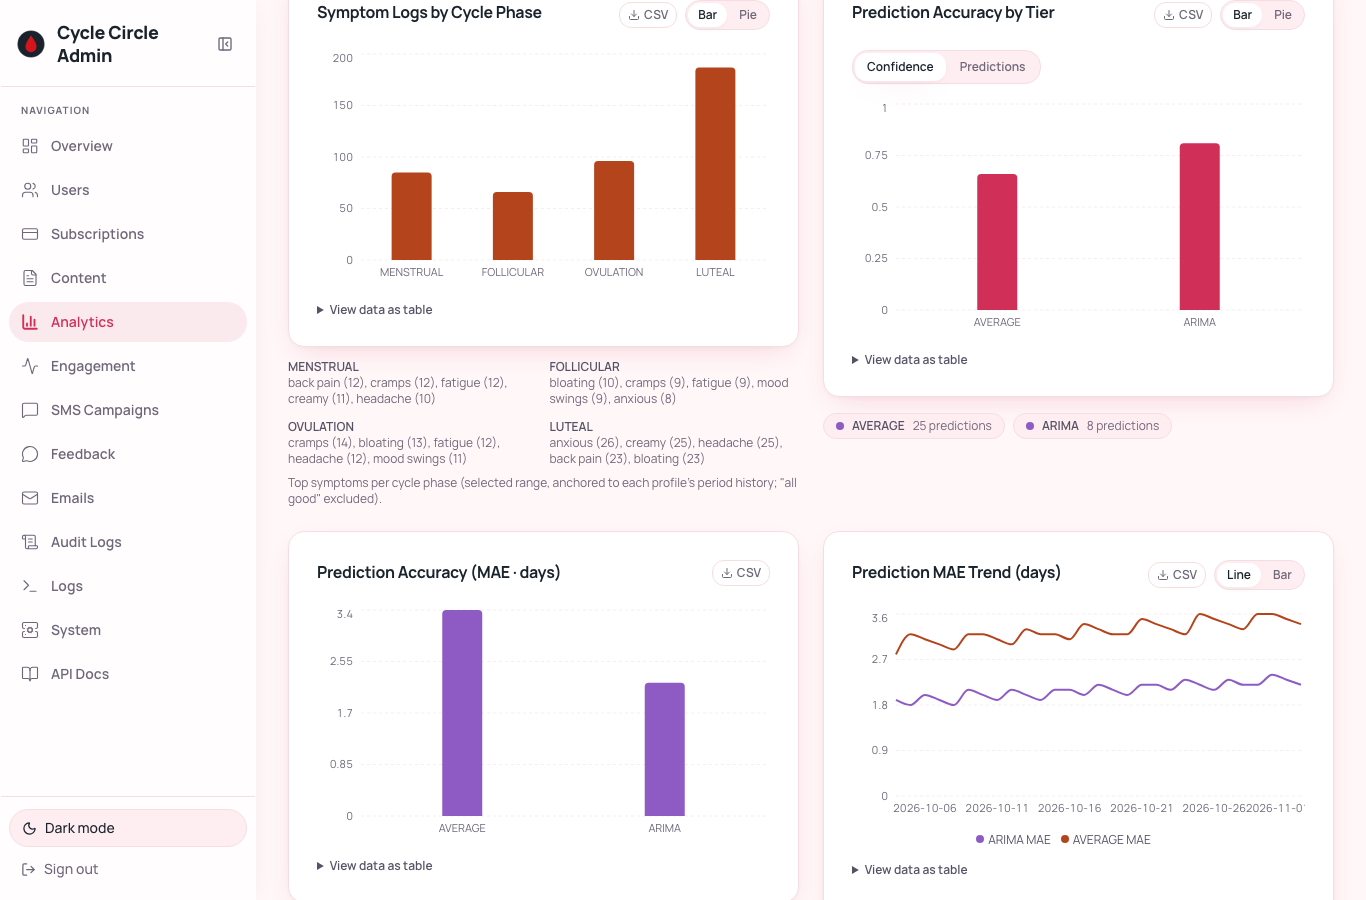 Cycle Circle
Admin
NAVIGATION
Overview
Users
Subscriptions
Content
Analytics
Engagement
SMS Campaigns
Feedback
Emails
Audit Logs
Logs
System
API Docs
Dark mode
Sign out
Symptom Logs by Cycle Phase
CSV
Bar Pie
200
150
100
50
0
MENSTRUAL FOLLICULAR OVULATION LUTEAL
View data as table
MENSTRUAL
back pain (12), cramps (12), fatigue (12),
creamy (11), headache (10)
FOLLICULAR
bloating (10), cramps (9), fatigue (9), mood
swings (9), anxious (8)
OVULATION
cramps (14), bloating (13), fatigue (12),
headache (12), mood swings (11)
LUTEAL
anxious (26), creamy (25), headache (25),
back pain (23), bloating (23)
Top symptoms per cycle phase (selected range, anchored to each profile's period history; "all
good" excluded).
Prediction Accuracy by Tier
CSV
Bar Pie
Confidence Predictions
1
0.75
0.5
0.25
0
AVERAGE ARIMA
View data as table
AVERAGE 25 predictions
ARIMA 8 predictions
Prediction Accuracy (MAE · days)
CSV
3.4
2.55
1.7
0.85
0
AVERAGE ARIMA
View data as table
Prediction MAE Trend (days)
CSV
Line Bar
3.6
2.7
1.8
0.9
0
2026-10-06 2026-10-11 2026-10-16 2026-10-21 2026-10-26 2026-11-0
ARIMA MAE AVERAGE MAE
View data as table